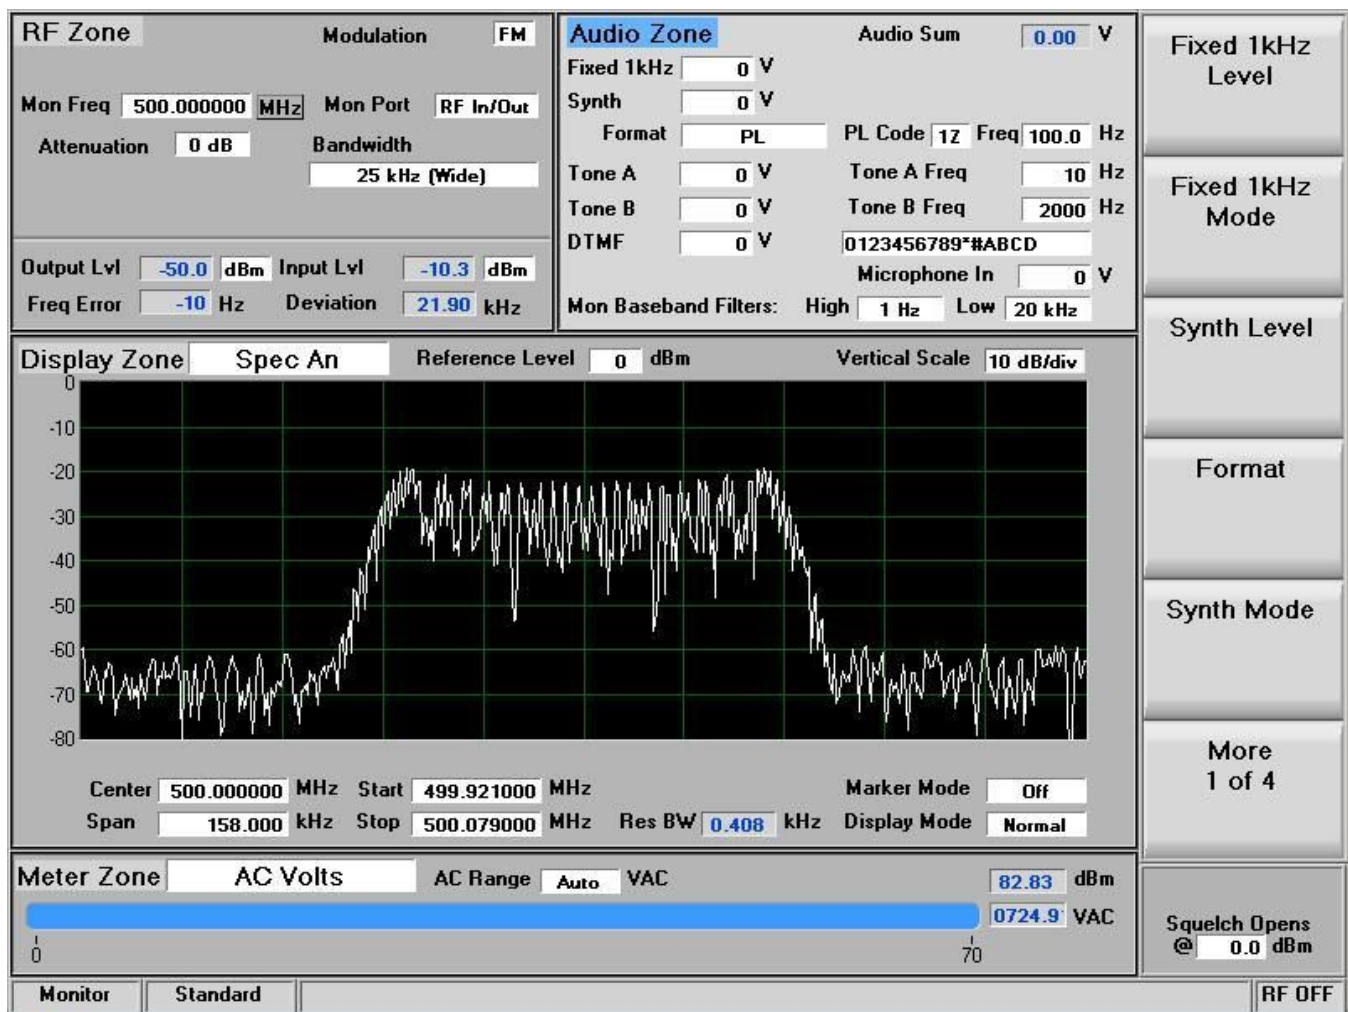 RF Zone Modulation FM
Mon Freq 500.000000 MHz Mon Port RF In/Out
Attenuation 0 dB Bandwidth
25 kHz (Wide)
Output Lvl -50.0 dBm Input Lvl -10.3 dBm
Freq Error -10 Hz Deviation 21.90 kHz
Audio Zone Audio Sum 0.00 V
Fixed 1kHz 0 V
Synth 0 V
Format PL PL Code 1Z Freq 100.0 Hz
Tone A 0 V Tone A Freq 10 Hz
Tone B 0 V Tone B Freq 2000 Hz
DTMF 0 V 0123456789*#ABCD
Microphone In 0 V
Mon Baseband Filters: High 1 Hz Low 20 kHz
Display Zone Spec An Reference Level 0 dBm Vertical Scale 10 dB/div
0
-10
-20
-30
-40
-50
-60
-70
-80
Center 500.000000 MHz Start 499.921000 MHz Marker Mode Off
Span 158.000 kHz Stop 500.079000 MHz Res BW 0.408 kHz Display Mode Normal
Meter Zone AC Volts AC Range Auto VAC 82.83 dBm
0724.9 VAC
0 70
Fixed 1kHz
Level
Fixed 1kHz
Mode
Synth Level
Format
Synth Mode
More
1 of 4
Squelch Opens
@ 0.0 dBm
Monitor Standard RF OFF